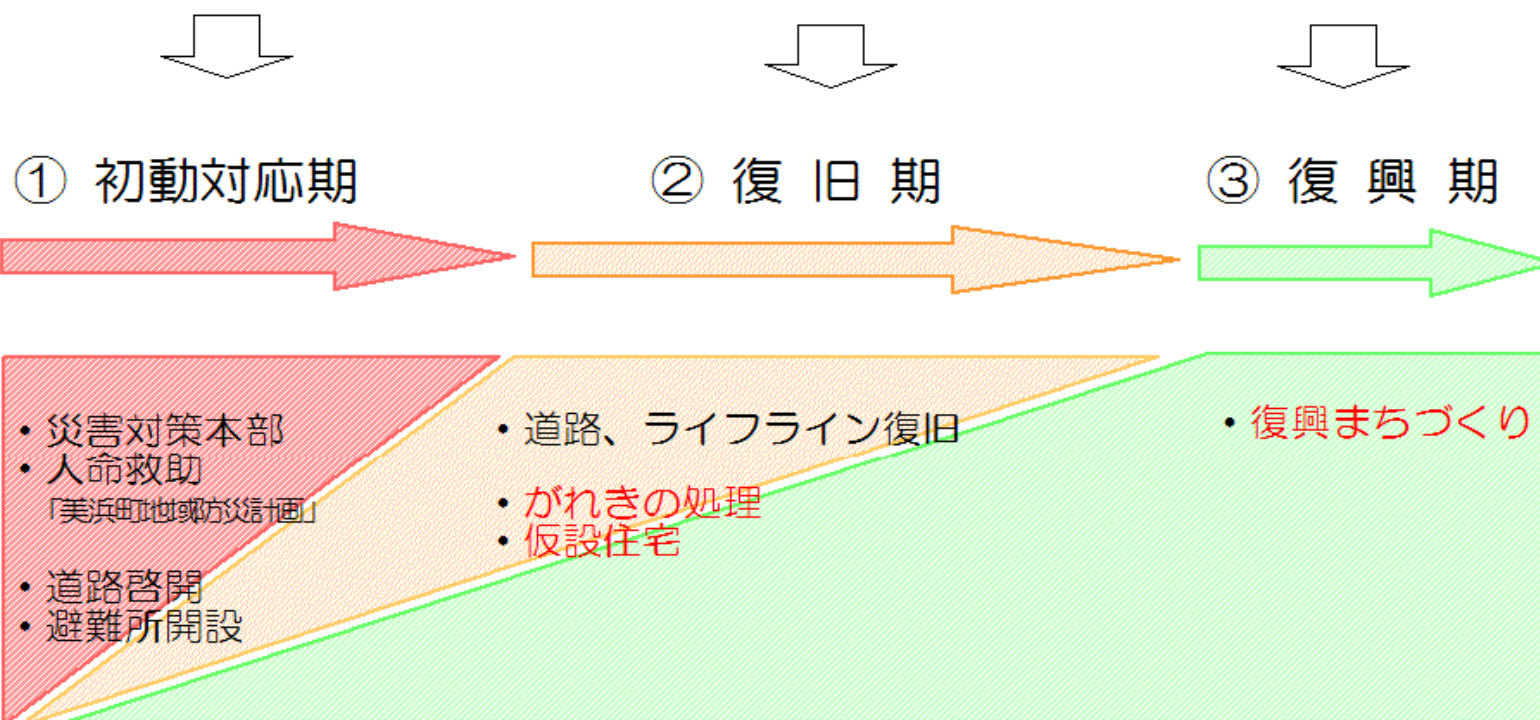 ① 初動対応期
② 復 旧 期
③ 復 興 期
・災害対策本部
・人命救助
「美浜町地域防災計画」
・道路啓開
・避難所開設
・道路、ライフライン復旧
・がれきの処理
・仮設住宅
・復興まちづくり